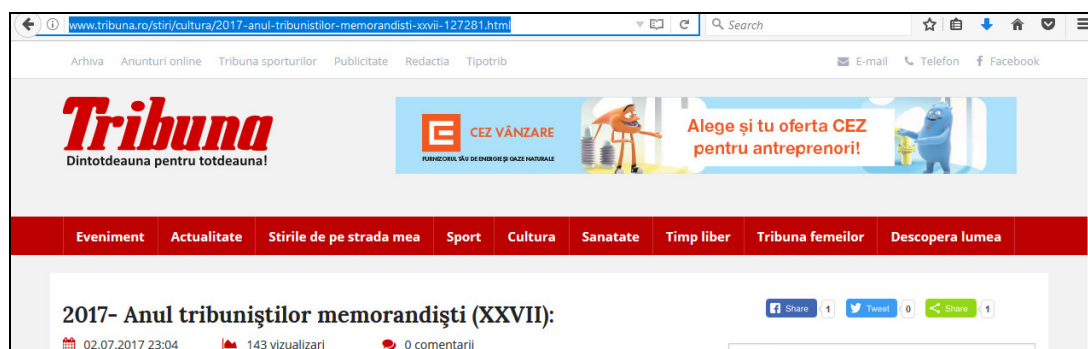 www.tribuna.ro/stiri/cultura/2017-anul-tribunistilor-memorandisti-xxvii-127281.html Search
Arhiva Anunturi online Tribuna sporturilor Publicitate Redactia Tipotrib E-mail Telefon Facebook
Tribuna
Dintotdeauna pentru totdeauna!
CEZ VÂNZARE
FURNIZORUL TĂU DE ENERGIE ȘI GAZE NATURALE
Alege și tu oferta CEZ
pentru antreprenori!
Eveniment Actualitate Stirile de pe strada mea Sport Cultura Sanatate Timp liber Tribuna femeilor Descopera lumea
2017- Anul tribuniştilor memorandişti (XXVII):
Share 1 Tweet 0 Share 1
02.07.2017 23:04 143 vizualizari 0 comentarii